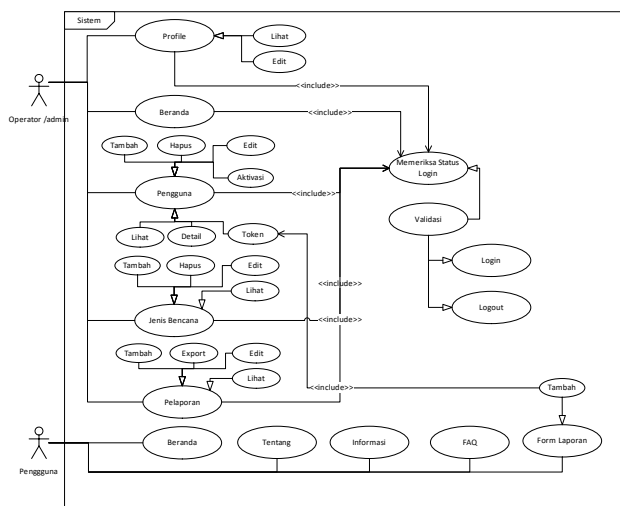 Sistem
Profile
Lihat
Edit
<<include>>
Operator /admin
Beranda
<<include>>
Tambah
Hapus
Edit
Memeriksa Status
Login
Aktivasi
Pengguna
<<include>>
Validasi
Lihat
Detail
Token
Tambah
Hapus
Edit
Login
Lihat
<<include>>
Logout
Jenis Bencana
<<include>>
Tambah
Export
Edit
Lihat
<<include>>
Tambah
Pelaporan
Beranda
Tentang
Informasi
FAQ
Form Laporan
Penggguna